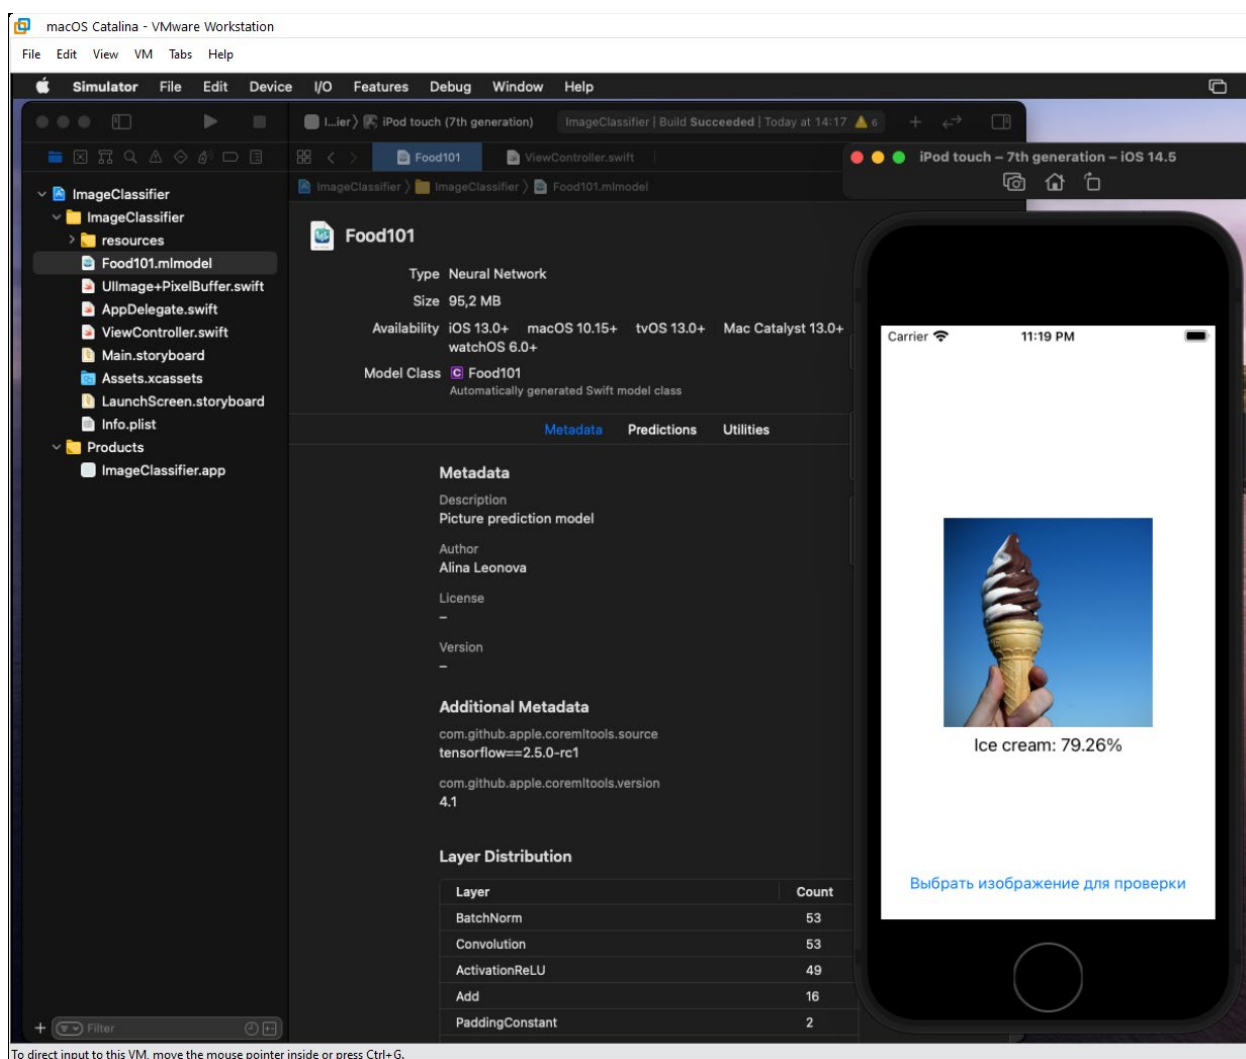 macOS Catalina - VMware Workstation
File Edit View VM Tabs Help
Simulator File Edit Device I/O Features Debug Window Help
I...ier⟩ iPod touch (7th generation) ImageClassifier | Build Succeeded | Today at 14:17 6
Food101 ViewController.swift
ImageClassifier ⟩ ImageClassifier ⟩ Food101.mlmodel
ImageClassifier
ImageClassifier
resources
Food101.mlmodel
UIImage+PixelBuffer.swift
AppDelegate.swift
ViewController.swift
Main.storyboard
Assets.xcassets
LaunchScreen.storyboard
Info.plist
Products
ImageClassifier.app
Filter
Food101
Type Neural Network
Size 95,2 MB
Availability iOS 13.0+ macOS 10.15+ tvOS 13.0+ Mac Catalyst 13.0+
watchOS 6.0+
Model Class C Food101
Automatically generated Swift model class
Metadata Predictions Utilities
Metadata
Description
Picture prediction model
Author
Alina Leonova
License
–
Version
–
Additional Metadata
com.github.apple.coremltools.source
tensorflow==2.5.0-rc1
com.github.apple.coremltools.version
4.1
Layer Distribution
Layer Count
BatchNorm 53
Convolution 53
ActivationReLU 49
Add 16
PaddingConstant 2
iPod touch – 7th generation – iOS 14.5
Carrier 11:19 PM
Ice cream: 79.26%
Выбрать изображение для проверки
To direct input to this VM, move the mouse pointer inside or press Ctrl+G.